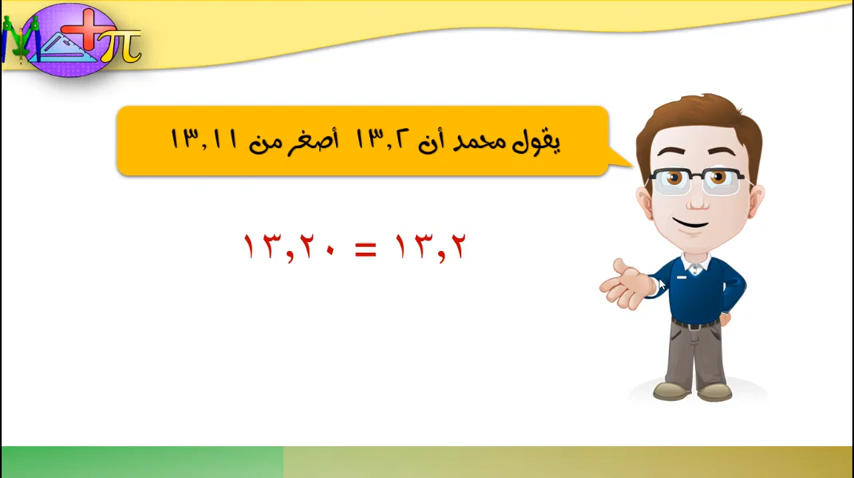 يقول محمد أن ١٣,٢ أصغر من ١٣,١١
١٣,٢ = ١٣,٢٠
M + π